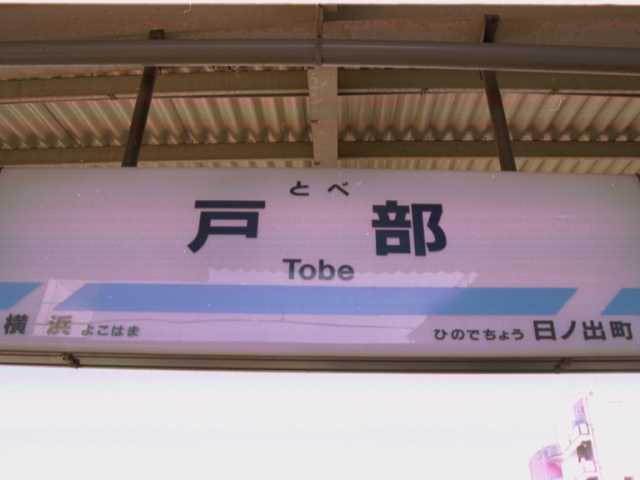 とべ
戸部
Tobe
横浜 よこはま
ひのでちょう 日ノ出町